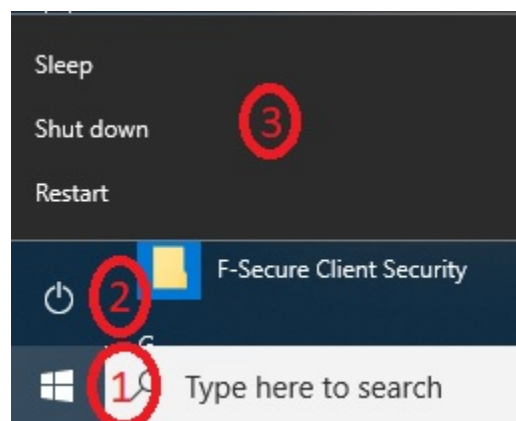 Sleep
Shut down
3
Restart
F-Secure Client Security
2
G
1
Type here to search